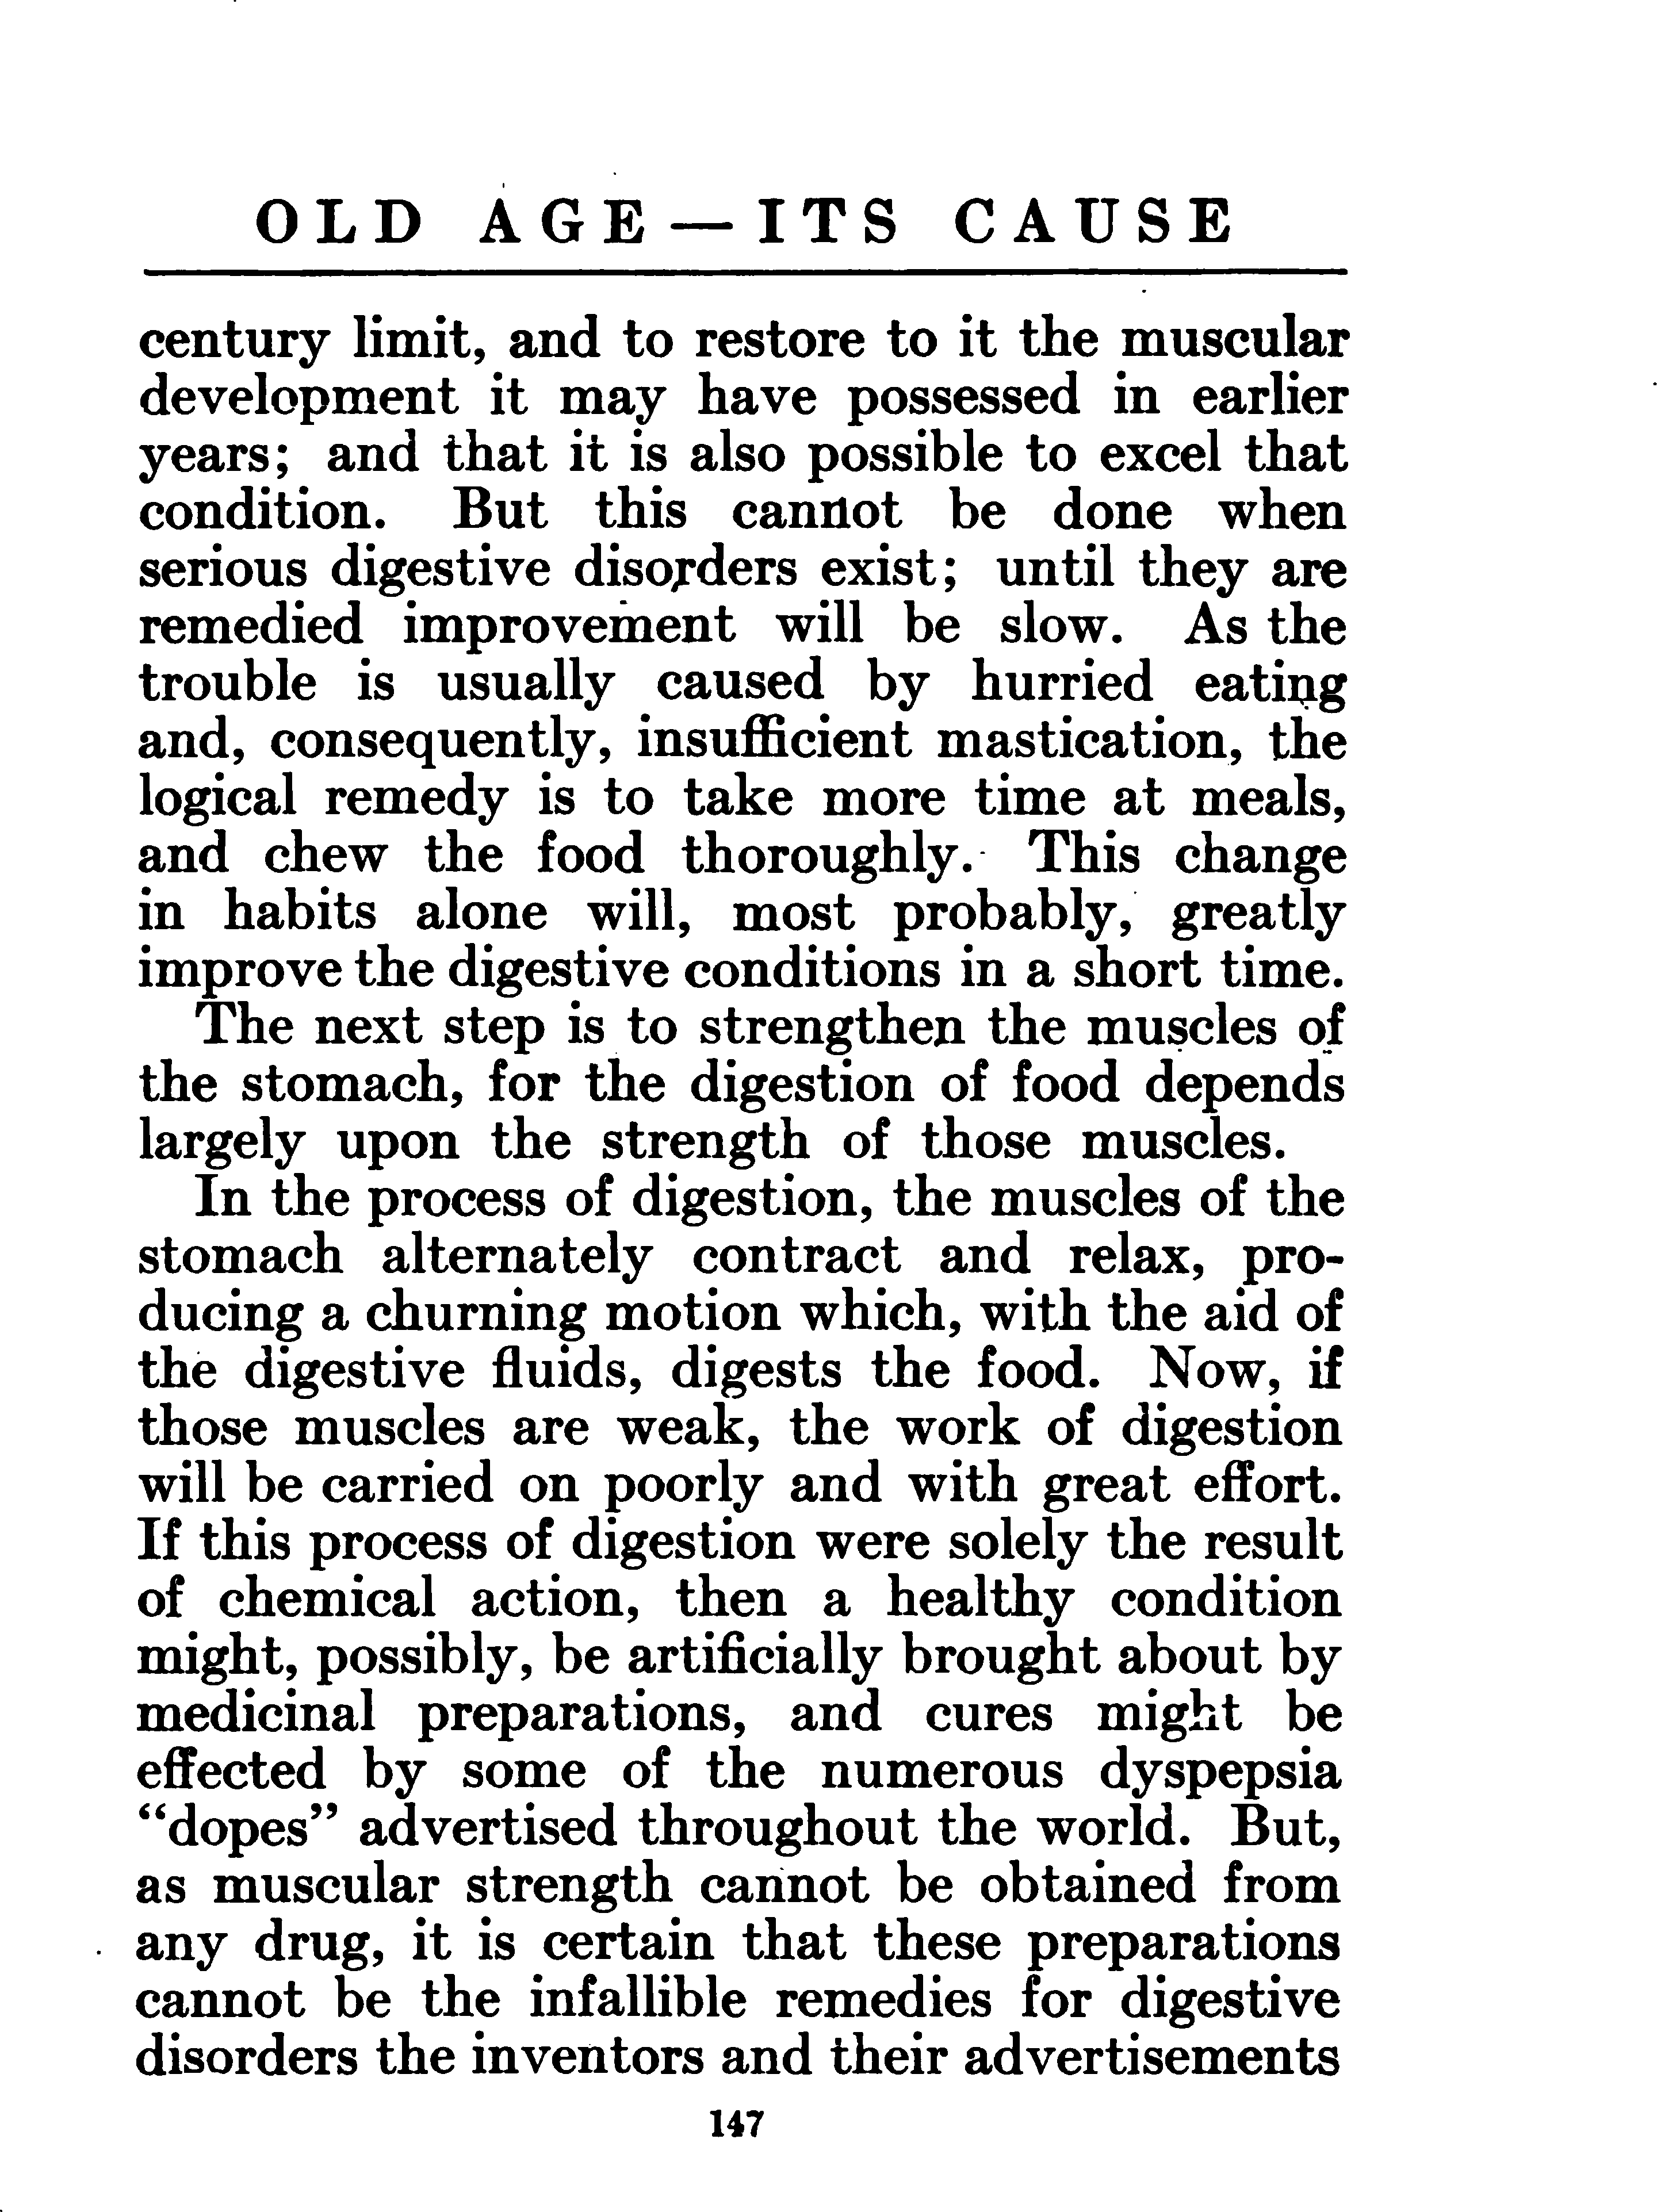 OLD AGE—ITS CAUSE
century limit, and to restore to it the muscular
development it may have possessed in earlier
years; and that it is also possible to excel that
condition. But this cannot be done when
serious digestive disorders exist; until they are
remedied improvement will be slow. As the
trouble is usually caused by hurried eating
and, consequently, insufficient mastication, the
logical remedy is to take more time at meals,
and chew the food thoroughly. This change
in habits alone will, most probably, greatly
improve the digestive conditions in a short time.
The next step is to strengthen the muscles of
the stomach, for the digestion of food depends
largely upon the strength of those muscles.
In the process of digestion, the muscles of the
stomach alternately contract and relax, pro-
ducing a churning motion which, with the aid of
the digestive fluids, digests the food. Now, if
those muscles are weak, the work of digestion
will be carried on poorly and with great effort.
If this process of digestion were solely the result
of chemical action, then a healthy condition
might, possibly, be artificially brought about by
medicinal preparations, and cures might be
effected by some of the numerous dyspepsia
“dopes” advertised throughout the world. But,
as muscular strength cannot be obtained from
any drug, it is certain that these preparations
cannot be the infallible remedies for digestive
disorders the inventors and their advertisements
147